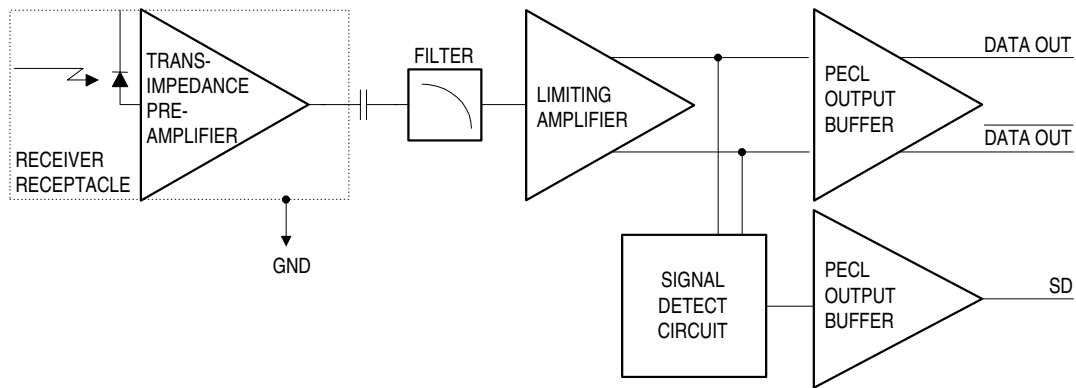 TRANS-
IMPEDANCE
PRE-
AMPLIFIER
RECEIVER
RECEPTACLE
GND
FILTER
LIMITING
AMPLIFIER
PECL
OUTPUT
BUFFER
DATA OUT
DATA OUT
SIGNAL
DETECT
CIRCUIT
PECL
OUTPUT
BUFFER
SD